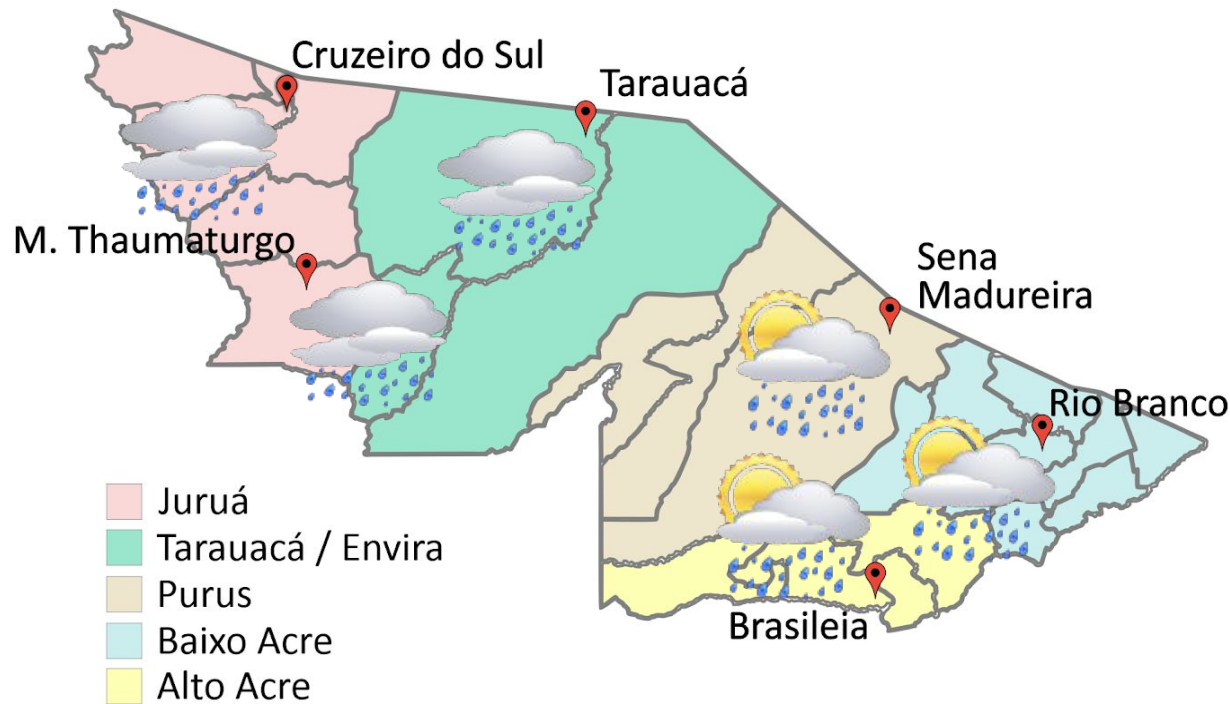 Cruzeiro do Sul
Tarauacá
M. Thaumaturgo
Sena
Madureira
Rio Branco
Brasileia
Juruá
Tarauacá / Envira
Purus
Baixo Acre
Alto Acre